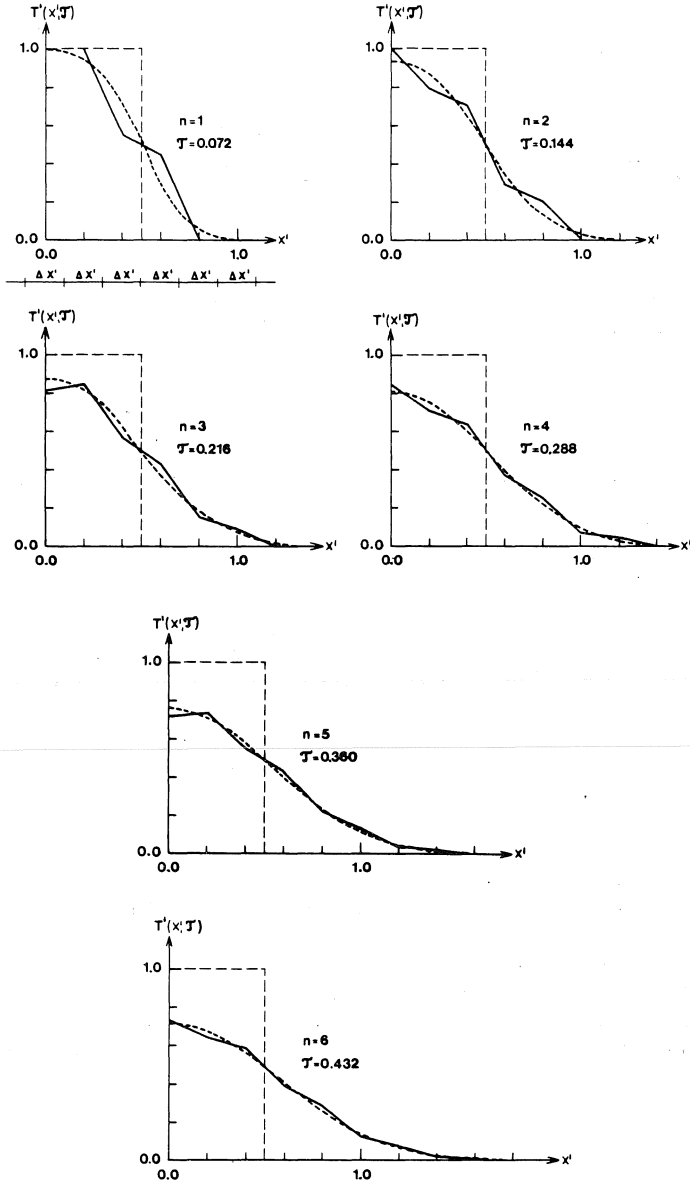 T'(x',𝒯)
1.0
n=1
𝒯=0.072
0.0
x'
0.0
1.0
Δx' Δx' Δx' Δx' Δx' Δx'
T'(x',𝒯)
1.0
n=2
𝒯=0.144
0.0
x'
0.0
1.0
T'(x',𝒯)
1.0
n=3
𝒯=0.216
0.0
x'
0.0
1.0
T'(x',𝒯)
1.0
n=4
𝒯=0.288
0.0
x'
0.0
1.0
T'(x',𝒯)
1.0
n=5
𝒯=0.360
0.0
x'
0.0
1.0
T'(x',𝒯)
1.0
n=6
𝒯=0.432
0.0
x'
0.0
1.0